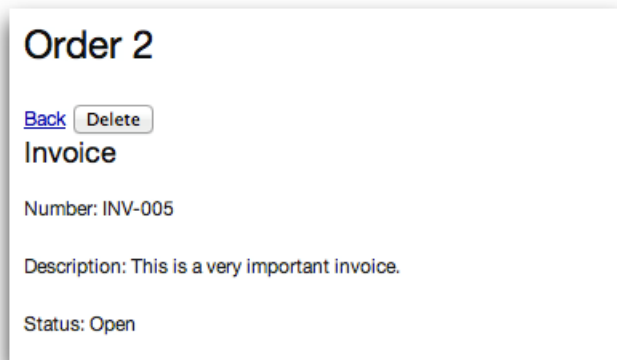 Order 2
Back Delete
Invoice
Number: INV-005
Description: This is a very important invoice.
Status: Open